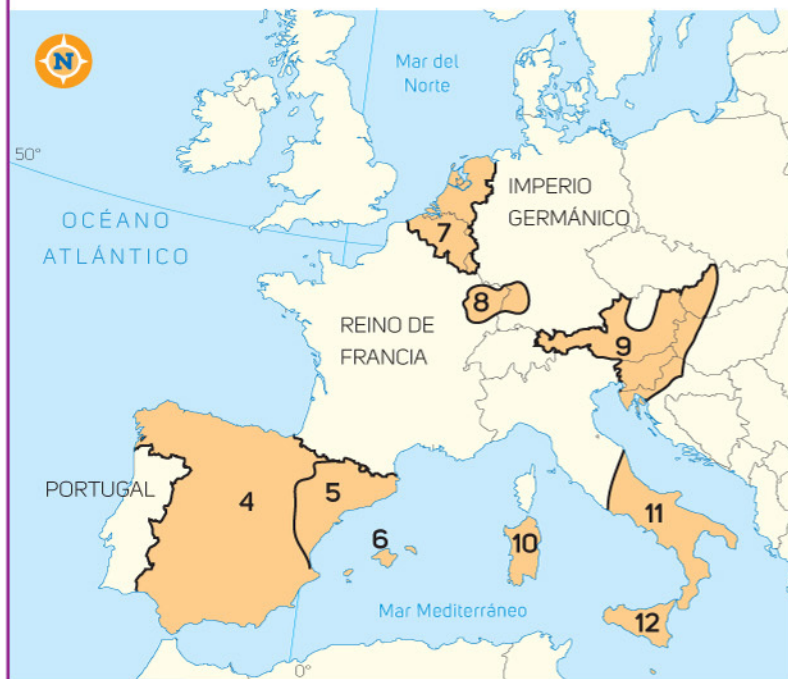 N
Mar del
Norte
50°
IMPERIO
GERMÁNICO
OCÉANO
ATLÁNTICO
7
8
REINO DE
FRANCIA
9
PORTUGAL
4
5
6
10
11
Mar Mediterráneo
12
0°